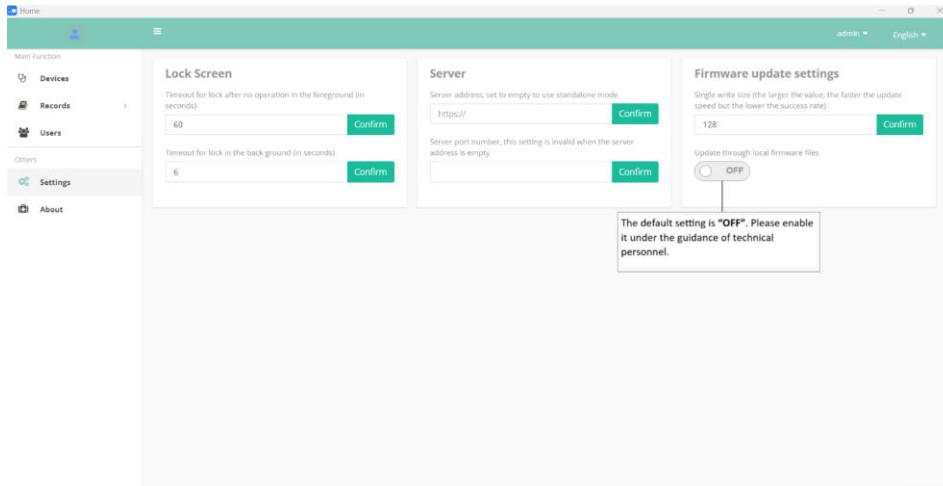 Home
admin
English
Main Function
Devices
Records
Users
Others
Settings
About
Lock Screen
Timeout for lock after no operation in the foreground (in
seconds)
60
Confirm
Timeout for lock in the back ground (in seconds)
6
Confirm
Server
Server address, set to empty to use standalone mode
https://
Confirm
Server port number, this setting is invalid when the server
address is empty
Confirm
Firmware update settings
Single write size (the larger the value, the faster the update
speed but the lower the success rate)
128
Confirm
Update through local firmware files
OFF
The default setting is “OFF”. Please enable
it under the guidance of technical
personnel.